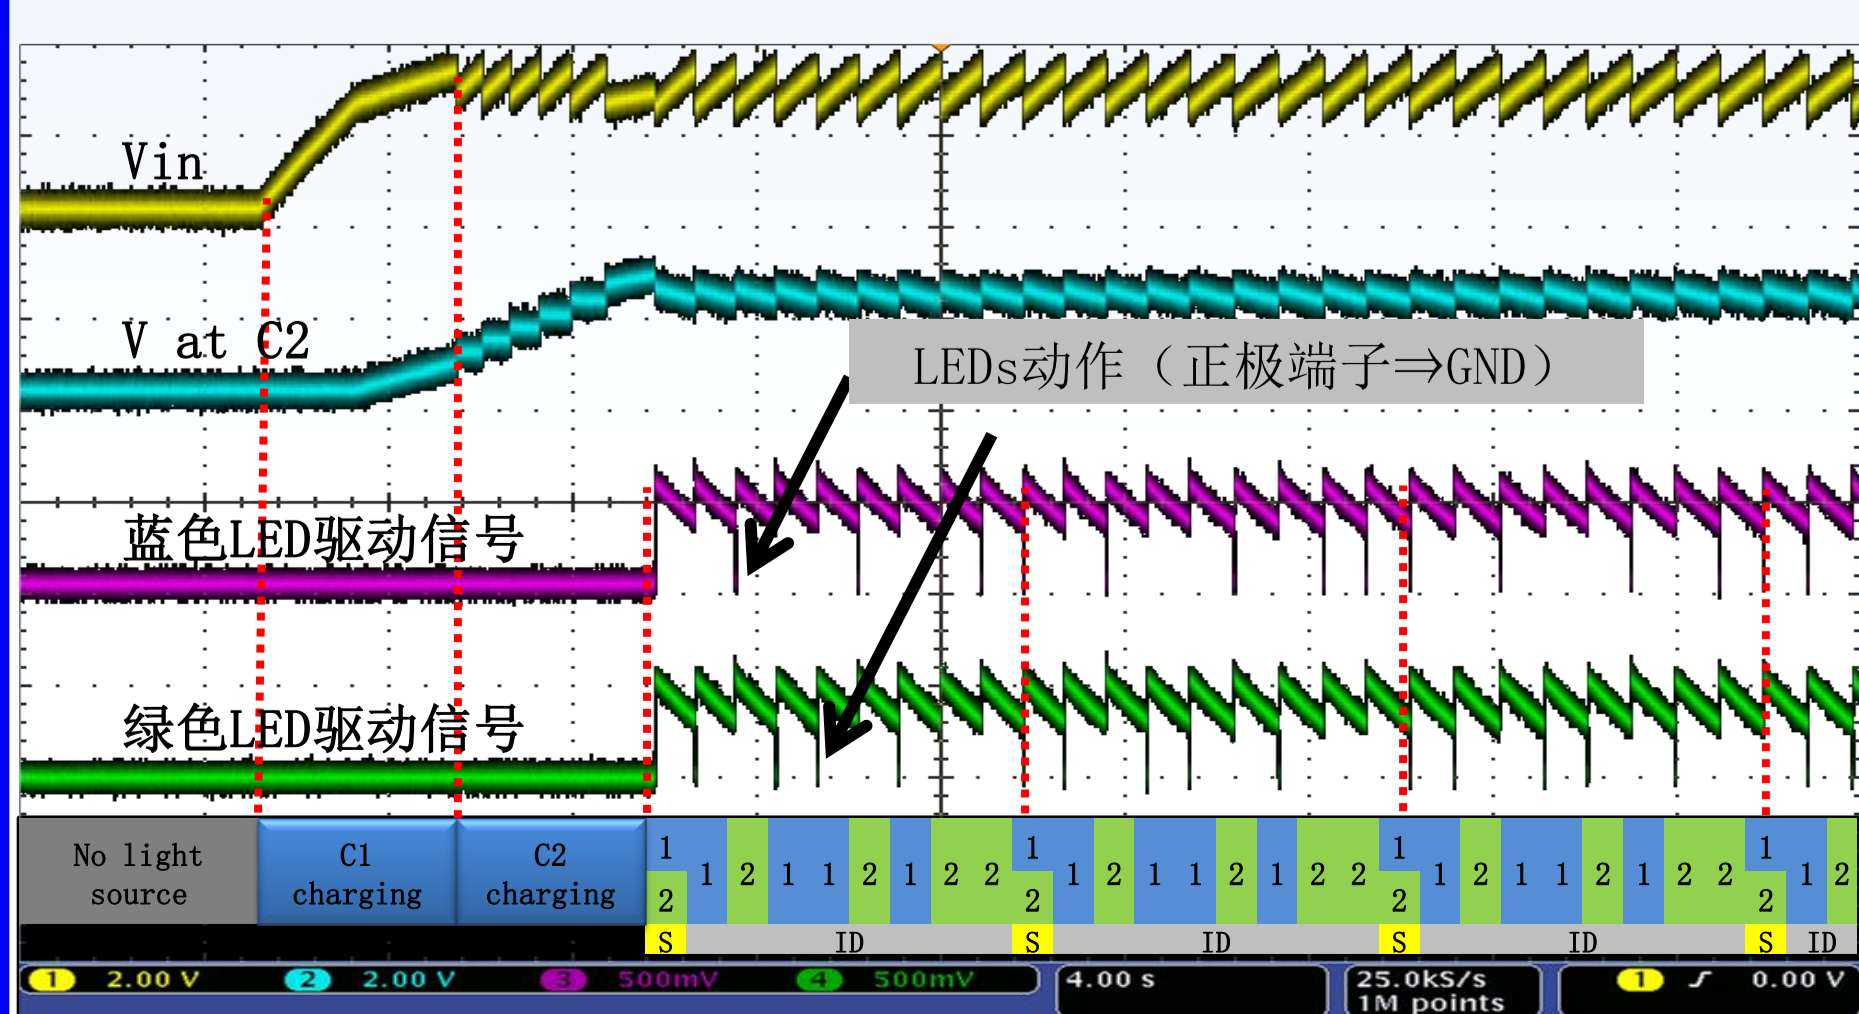 Vin
V at C2
LEDs动作（正极端子⇒GND）
蓝色LED驱动信号
绿色LED驱动信号
No light source
C1 charging
C2 charging
1 2 1 2 1 1 2 1 2 2 1 2 1 2 1 1 2 1 2 2 1 2 1 2 1 1 2 1 2 2 1 2 1 2
S ID S ID S ID S ID
1 2.00 V 2 2.00 V 3 500mV 4 500mV 4.00 s 25.0kS/s 1 0.00 V
1M points